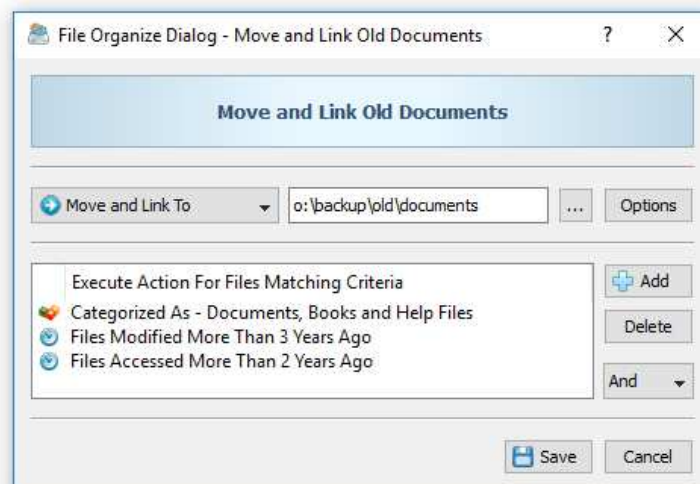 File Organize Dialog - Move and Link Old Documents ?
Move and Link Old Documents
Move and Link To o:\backup\old\documents ... Options
Execute Action For Files Matching Criteria
Categorized As - Documents, Books and Help Files
Files Modified More Than 3 Years Ago
Files Accessed More Than 2 Years Ago
Add
Delete
And
Save Cancel